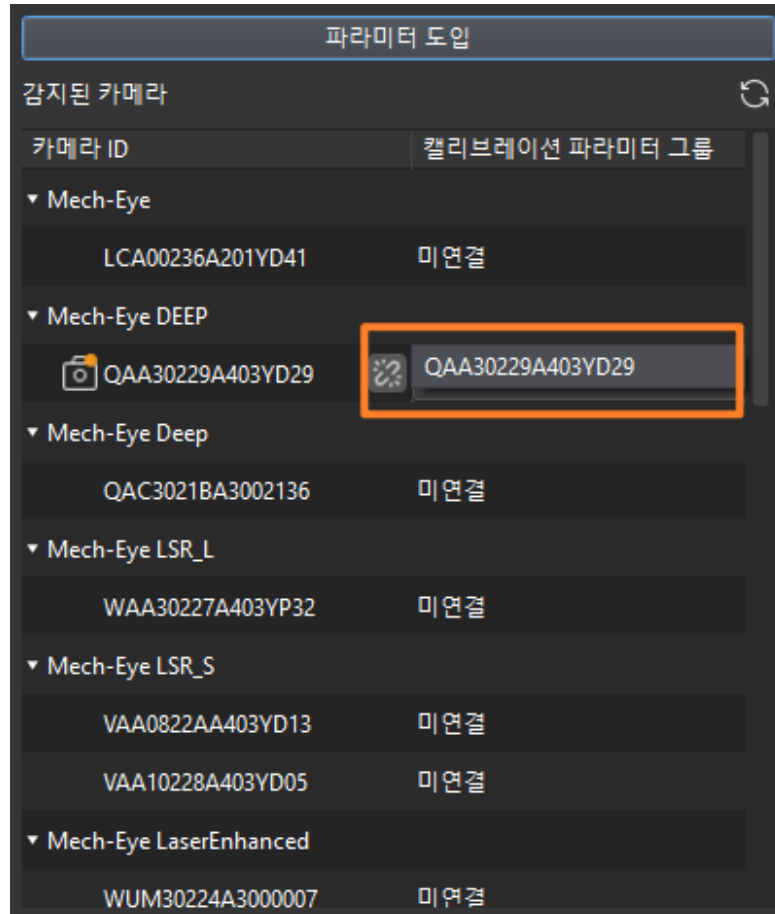 파라미터 도입
감지된 카메라
카메라 ID 캘리브레이션 파라미터 그룹
Mech-Eye
LCA00236A201YD41 미연결
Mech-Eye DEEP
QAA30229A403YD29 QAA30229A403YD29
Mech-Eye Deep
QAC3021BA3002136 미연결
Mech-Eye LSR_L
WAA30227A403YP32 미연결
Mech-Eye LSR_S
VAA0822AA403YD13 미연결
VAA10228A403YD05 미연결
Mech-Eye LaserEnhanced
WUM30224A3000007 미연결